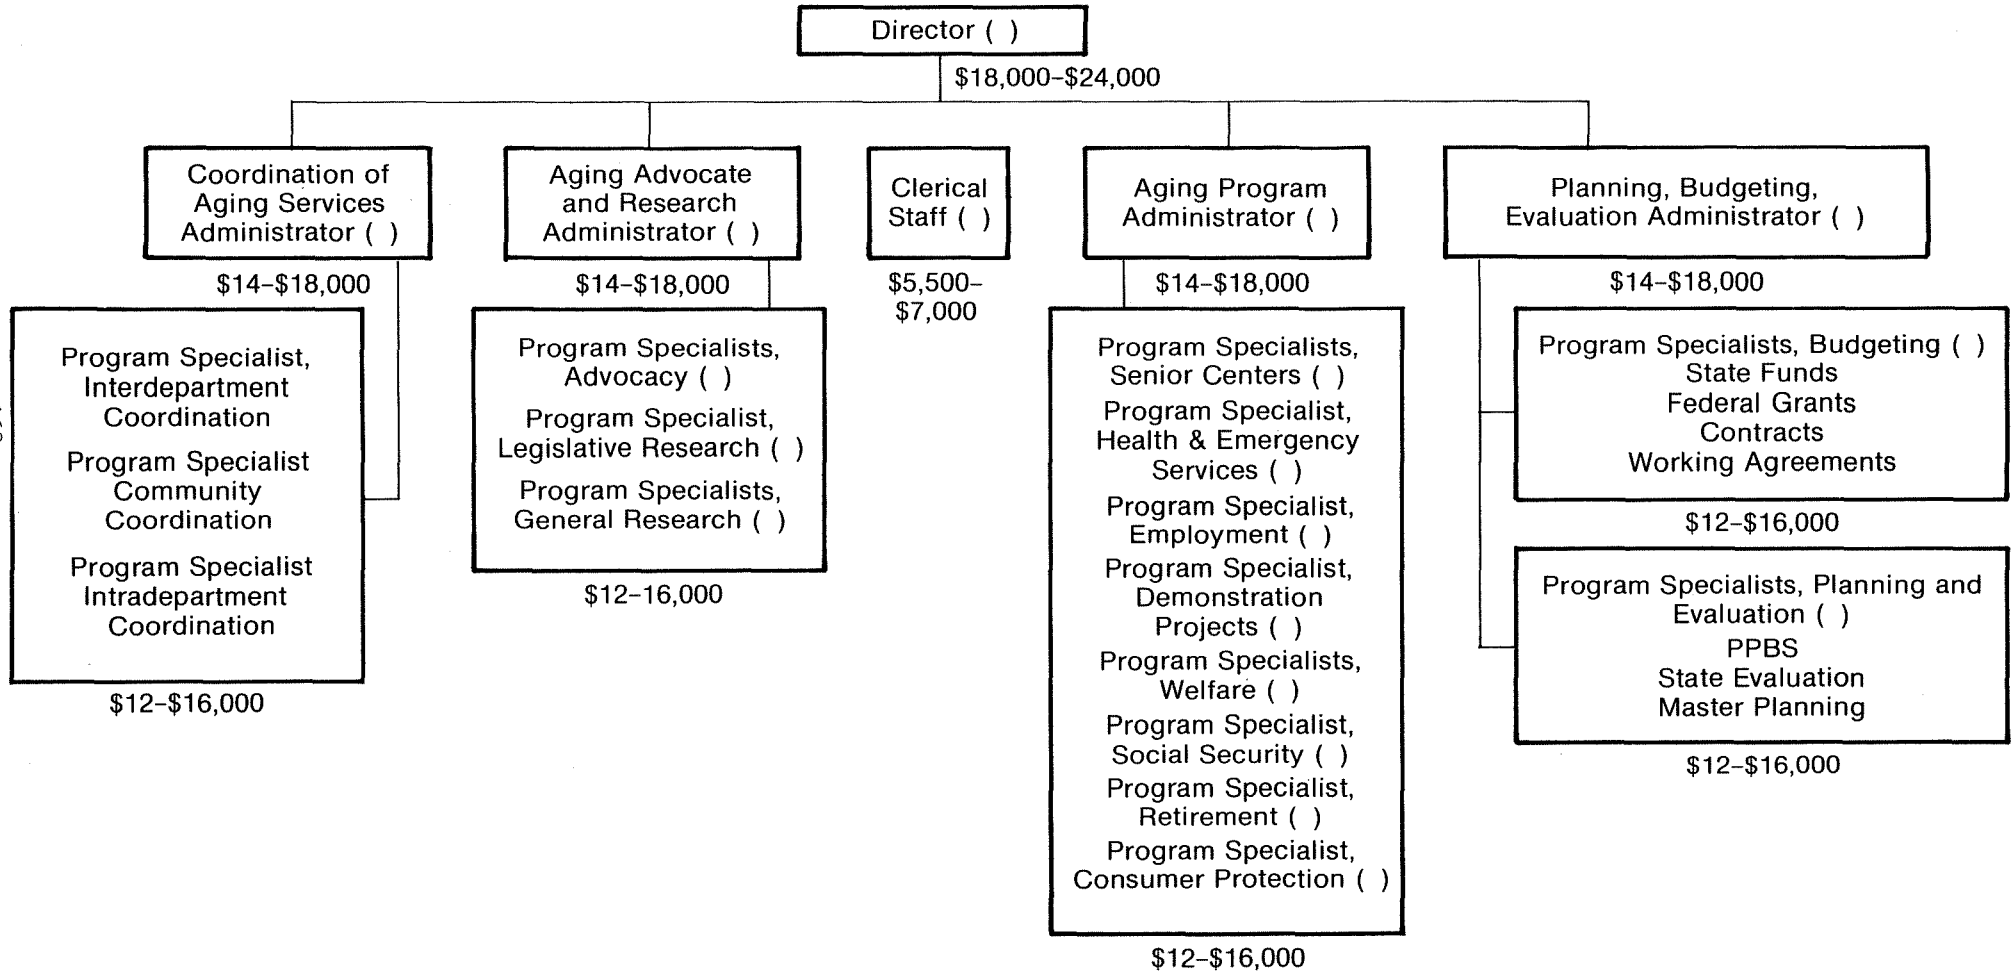 Director ( )
$18,000–$24,000
Coordination of
Aging Services
Administrator ( )
$14–$18,000
Program Specialist,
Interdepartment
Coordination
Program Specialist
Community
Coordination
Program Specialist
Intradepartment
Coordination
$12–$16,000
Aging Advocate
and Research
Administrator ( )
$14–$18,000
Program Specialists,
Advocacy ( )
Program Specialist,
Legislative Research ( )
Program Specialists,
General Research ( )
$12–16,000
Clerical
Staff ( )
$5,500–
$7,000
Aging Program
Administrator ( )
$14–$18,000
Program Specialists,
Senior Centers ( )
Program Specialist,
Health & Emergency
Services ( )
Program Specialist,
Employment ( )
Program Specialist,
Demonstration
Projects ( )
Program Specialists,
Welfare ( )
Program Specialist,
Social Security ( )
Program Specialist,
Retirement ( )
Program Specialist,
Consumer Protection ( )
$12–$16,000
Planning, Budgeting,
Evaluation Administrator ( )
$14–$18,000
Program Specialists, Budgeting ( )
State Funds
Federal Grants
Contracts
Working Agreements
$12–$16,000
Program Specialists, Planning and
Evaluation ( )
PPBS
State Evaluation
Master Planning
$12–$16,000